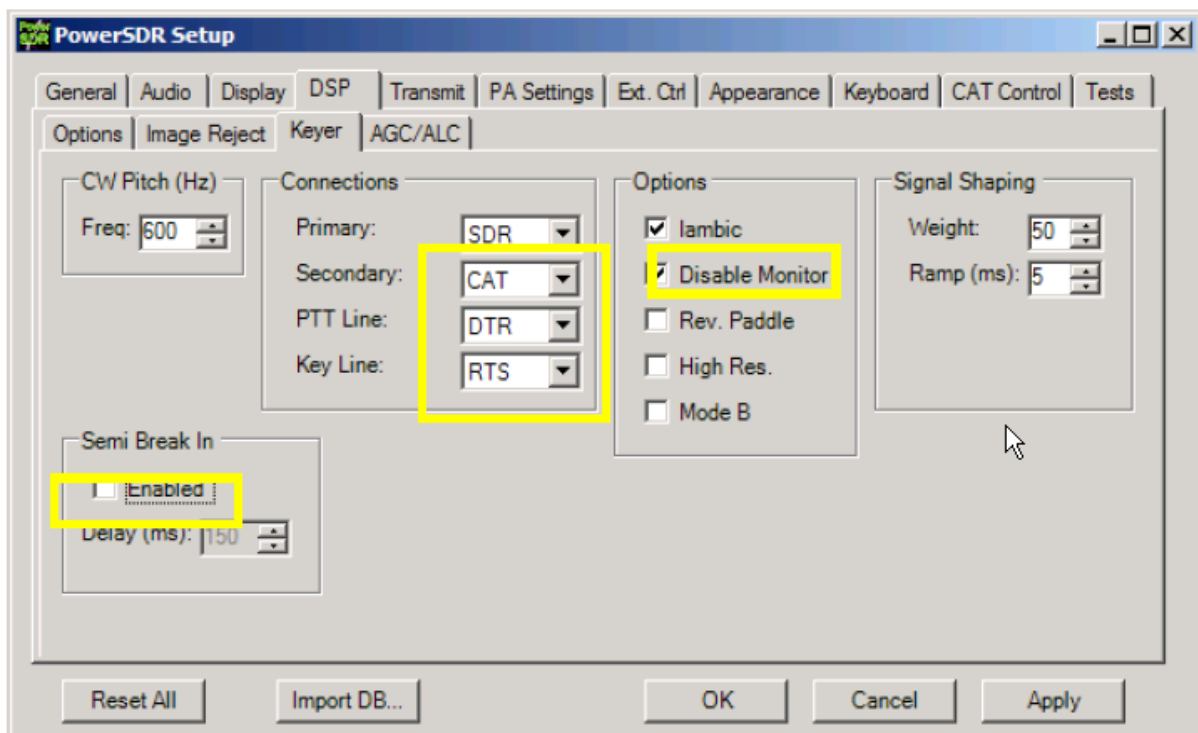 PowerSDR Setup
General Audio Display DSP Transmit PA Settings Ext. Ctrl Appearance Keyboard CAT Control Tests
Options Image Reject Keyer AGC/ALC
CW Pitch (Hz)
Freq: 600
Connections
Primary: SDR
Secondary: CAT
PTT Line: DTR
Key Line: RTS
Options
Iambic
Disable Monitor
Rev. Paddle
High Res.
Mode B
Signal Shaping
Weight: 50
Ramp (ms): 5
Semi Break In
Enabled
Delay (ms): 150
Reset All Import DB... OK Cancel Apply